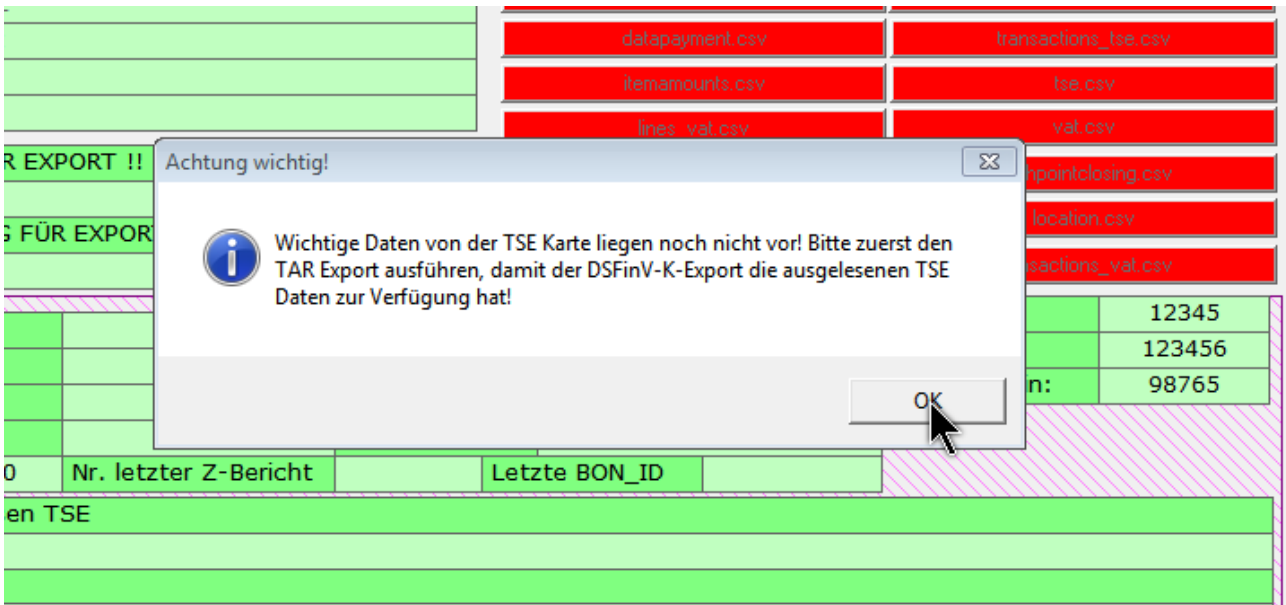 datapayment.csv transactions_tse.csv
itemamounts.csv tse.csv
lines_vat.csv vat.csv
R EXPORT !! Achtung wichtig! hpointclosing.csv
G FÜR EXPOR location.csv
Wichtige Daten von der TSE Karte liegen noch nicht vor! Bitte zuerst den
TAR Export ausführen, damit der DSFinV-K-Export die ausgelesenen TSE
Daten zur Verfügung hat!
nsactions_vat.csv
12345
123456
in: 98765
OK
0 Nr. letzter Z-Bericht Letzte BON_ID
en TSE